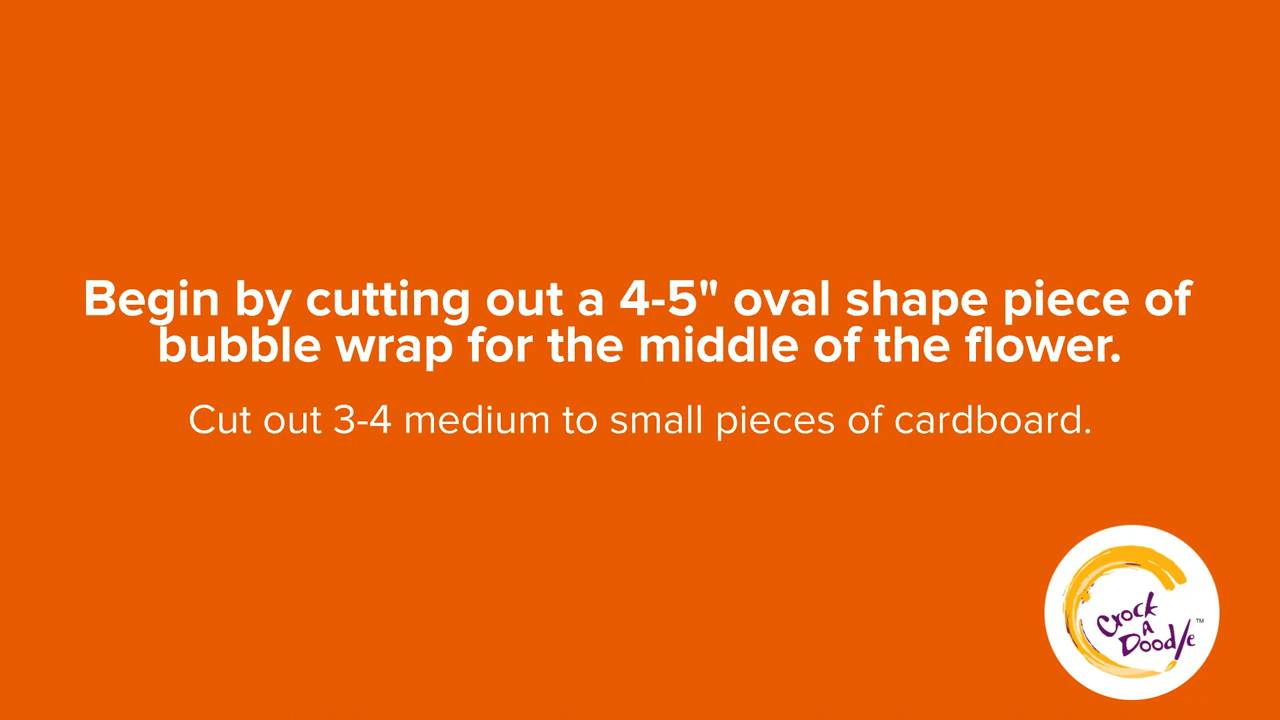 Begin by cutting out a 4-5" oval shape piece of
bubble wrap for the middle of the flower.
Cut out 3-4 medium to small pieces of cardboard.
Crock
A
Doodle
TM